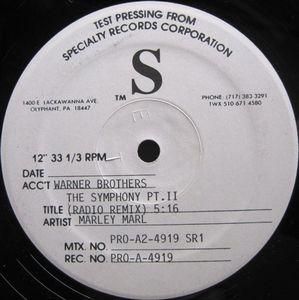 TEST PRESSING FROM
SPECIALTY RECORDS CORPORATION
S
TM
1400 E. LACKAWANNA AVE.
OLYPHANT, PA. 18447
PHONE: (717) 383 3291
TWX 510 671 4580
12" 33 1/3 RPM
DATE
ACC'T WARNER BROTHERS
THE SYMPHONY PT.II
TITLE (RADIO REMIX) 5:16
ARTIST MARLEY MARL
MTX. NO. PRO-A2-4919 SR1
REC. NO. PRO-A-4919